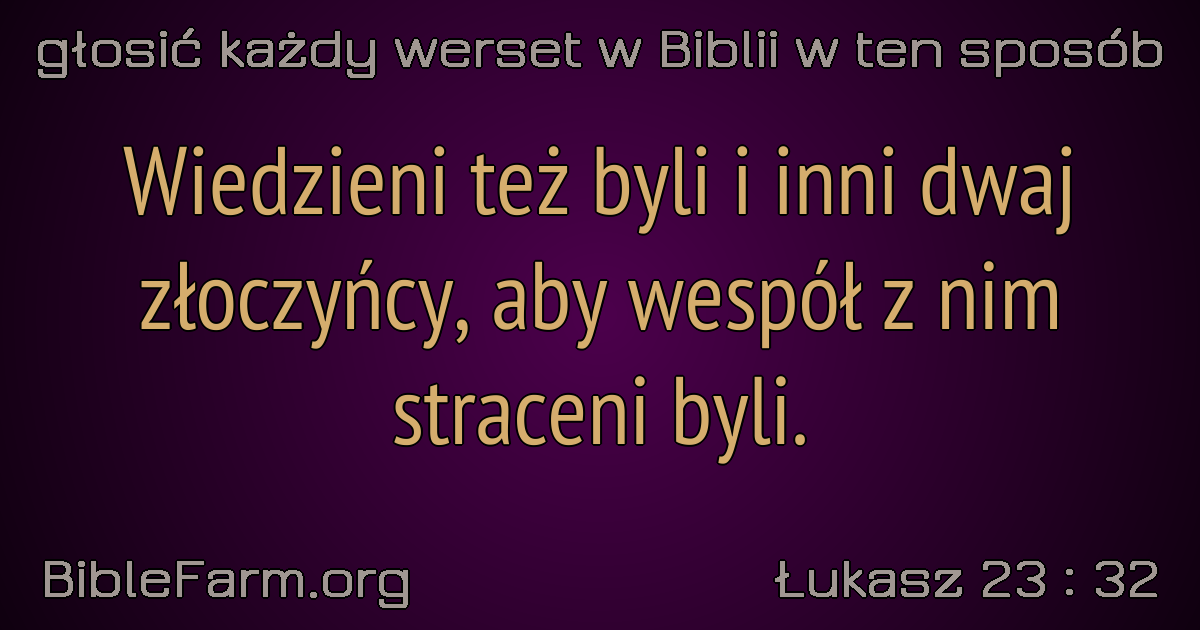 głosić każdy werset w Biblii w ten sposób
Wiedzieni też byli i inni dwaj
złoczyńcy, aby wespół z nim
straceni byli.
BibleFarm.org
Łukasz 23 : 32